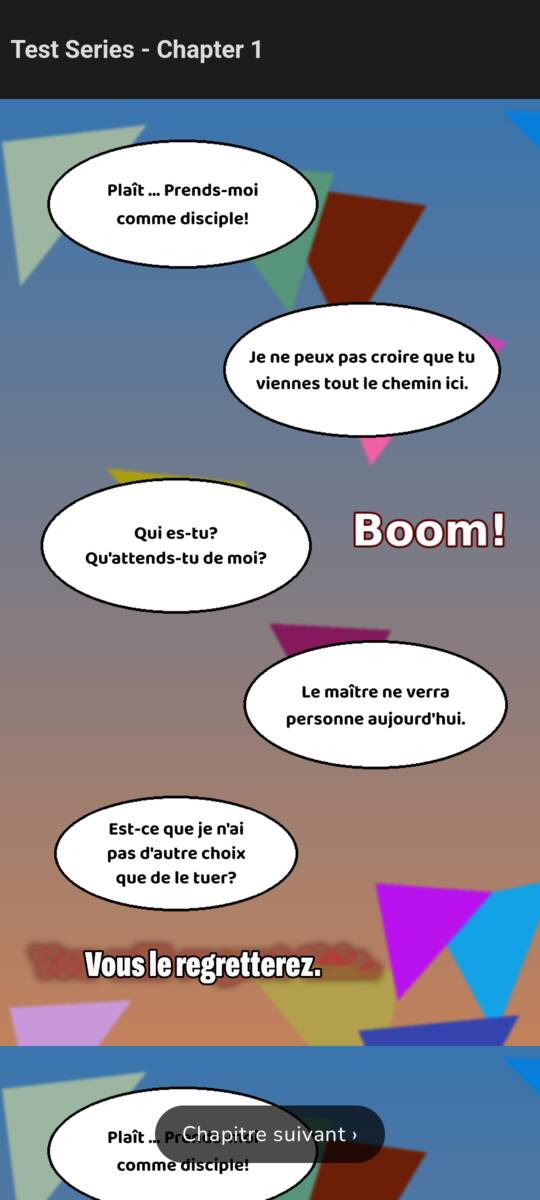 Test Series - Chapter 1
Plaît ... Prends-moi
comme disciple!
Je ne peux pas croire que tu
viennes tout le chemin ici.
Qui es-tu?
Qu'attends-tu de moi?
Boom!
Le maître ne verra
personne aujourd'hui.
Est-ce que je n'ai
pas d'autre choix
que de le tuer?
Vous le regretterez.
Plaît ... Prends-moi
Chapitre suivant ›
comme disciple!